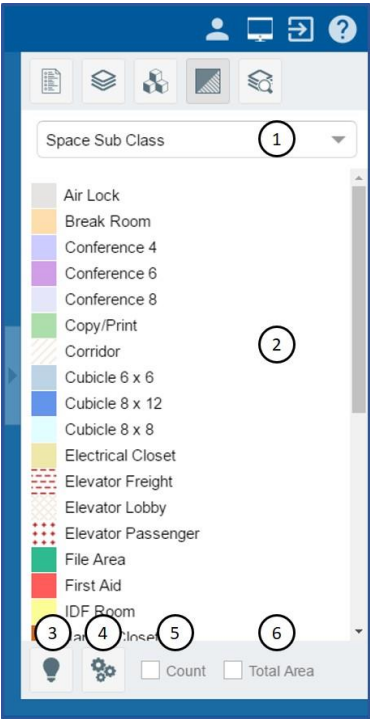 ?
Space Sub Class 1
Air Lock
Break Room
Conference 4
Conference 6
Conference 8
Copy/Print
Corridor 2
Cubicle 6 x 6
Cubicle 8 x 12
Cubicle 8 x 8
Electrical Closet
Elevator Freight
Elevator Lobby
Elevator Passenger
File Area
First Aid
IDF Room
Closet
3 4 5 6
Count Total Area